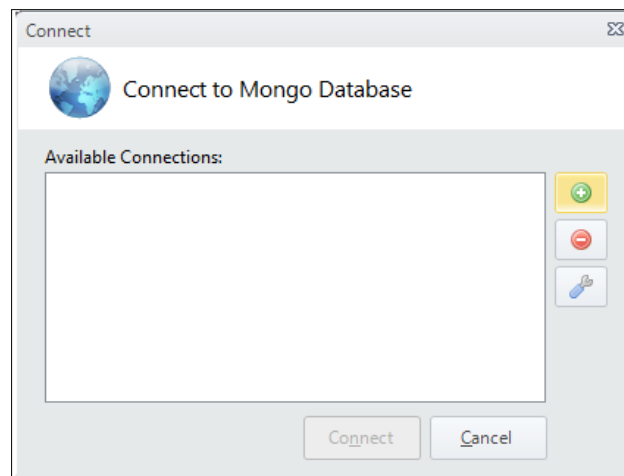 Connect
Connect to Mongo Database
Available Connections:
Connect
Cancel